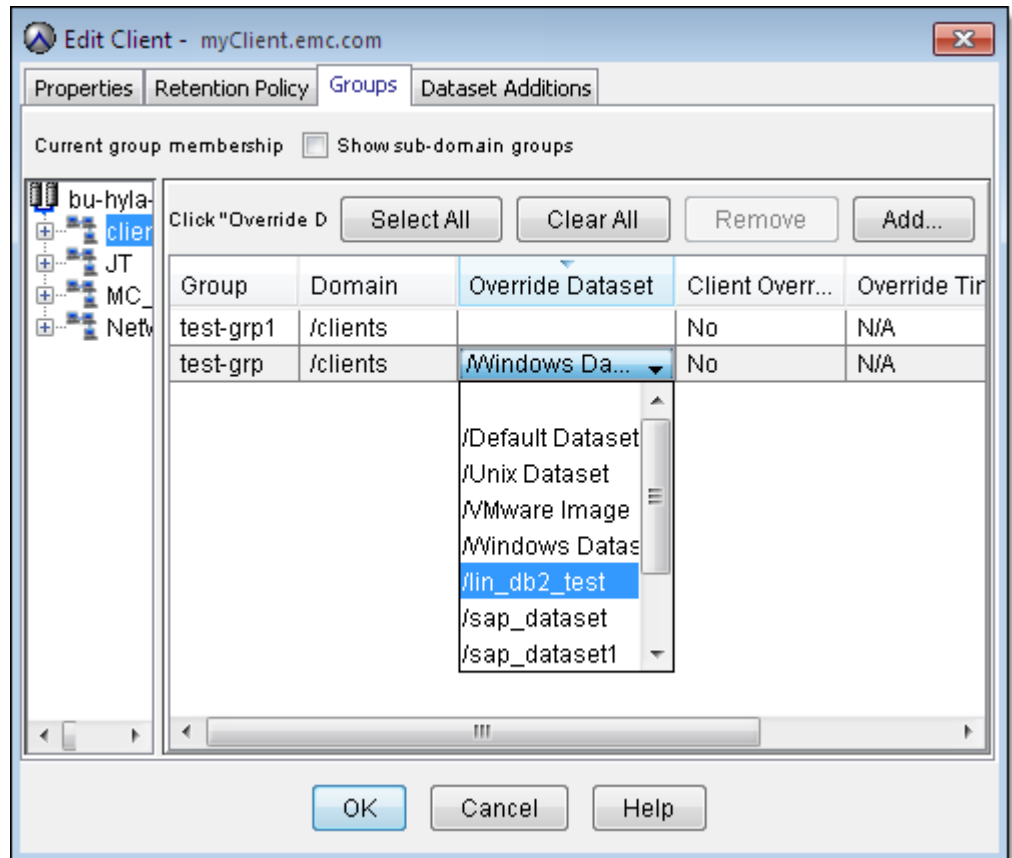 Edit Client - myClient.emc.com
Properties Retention Policy Groups Dataset Additions
Current group membership Show sub-domain groups
bu-hyla-
clier
JT
MC_
Netw
Click "Override D Select All Clear All Remove Add...
Group Domain Override Dataset Client Overr... Override Tir
test-grp1 /clients No N/A
test-grp /clients /Windows Da... No N/A
/Default Dataset
/Unix Dataset
/VMware Image
/Windows Datas
/lin_db2_test
/sap_dataset
/sap_dataset1
OK Cancel Help